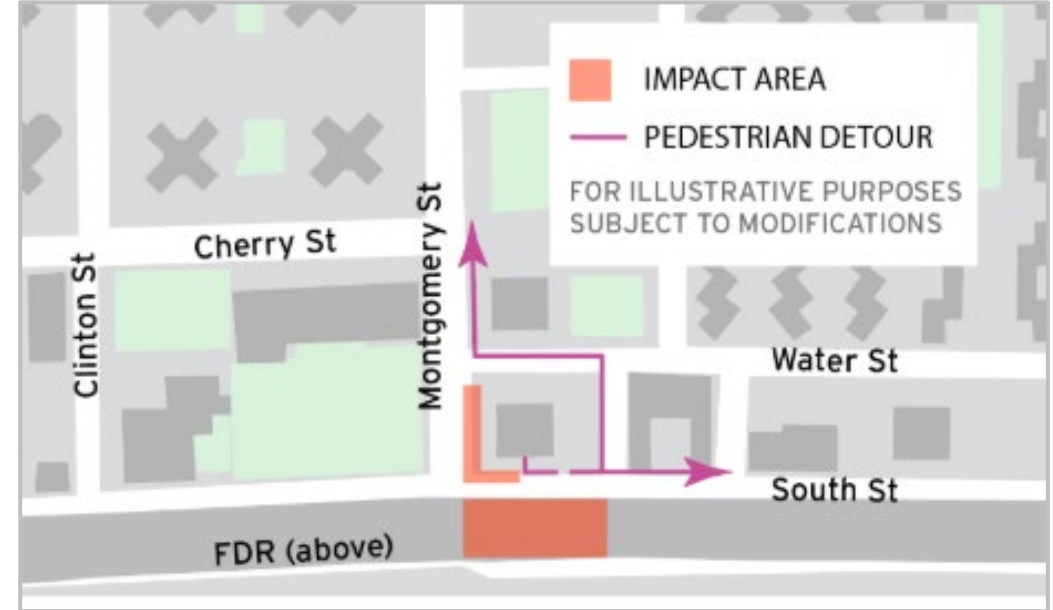 IMPACT AREA
PEDESTRIAN DETOUR
FOR ILLUSTRATIVE PURPOSES
SUBJECT TO MODIFICATIONS
Cherry St
Montgomery St
Clinton St
Water St
South St
FDR (above)